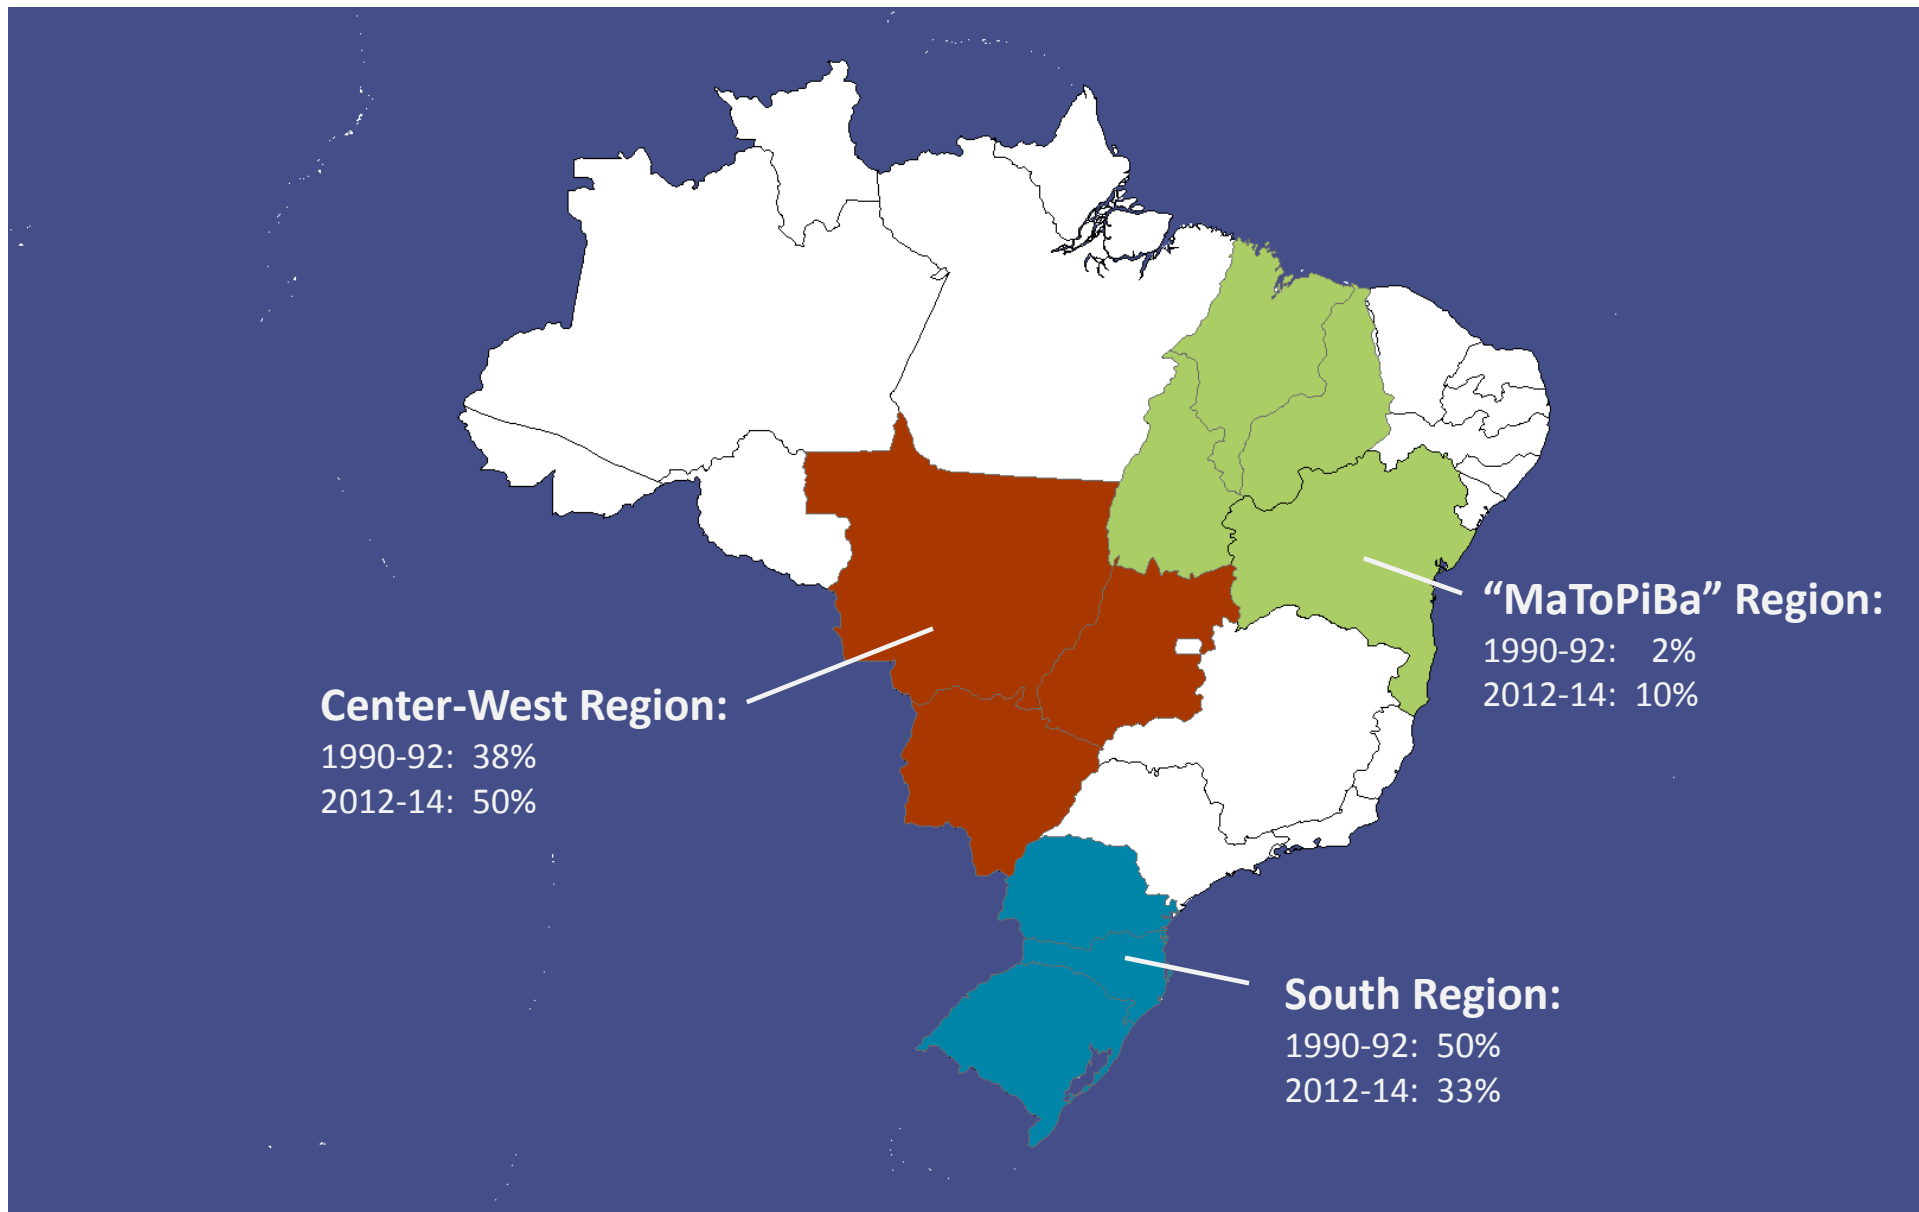 “MaToPiBa” Region:
1990-92: 2%
2012-14: 10%
Center-West Region:
1990-92: 38%
2012-14: 50%
South Region:
1990-92: 50%
2012-14: 33%